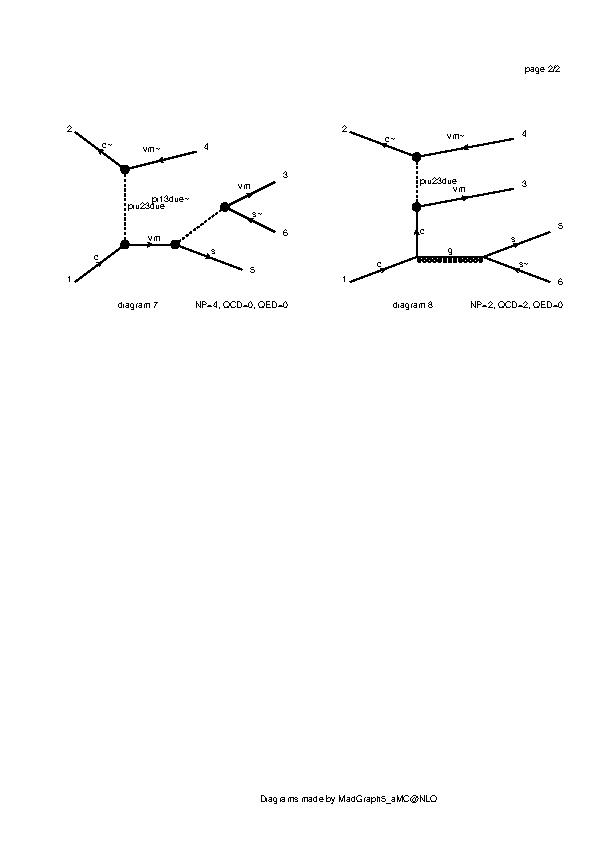 page 2/2
2
c~
vm~
4
piu23due
pi13due~
vm
3
s~
6
c
vm
s
1
5
diagram 7
NP=4, QCD=0, QED=0
2
c~
vm~
4
piu23due
vm
3
c
g
s
5
c
s~
1
6
diagram 8
NP=2, QCD=2, QED=0
Diagrams made by MadGraph5_aMC@NLO